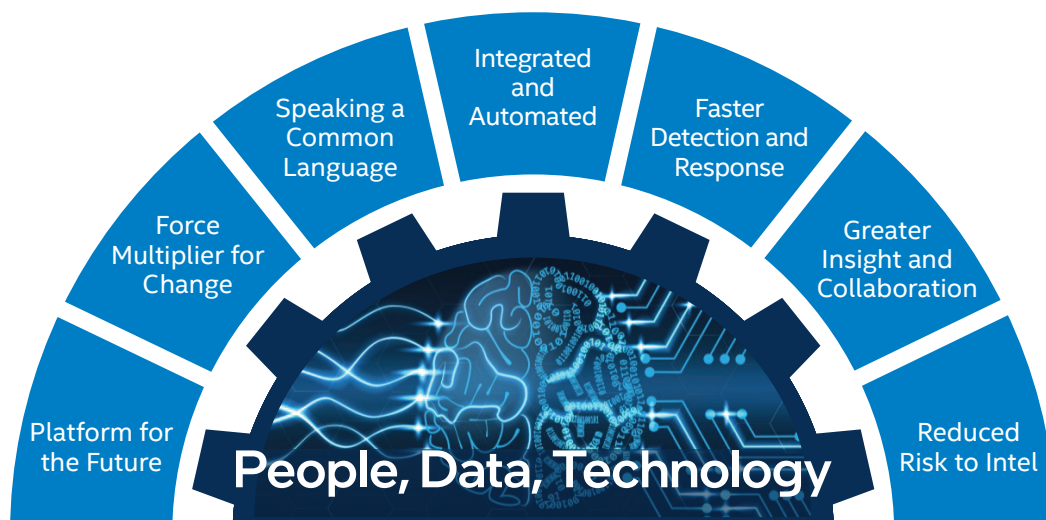 Platform for
the Future
Force
Multiplier for
Change
Speaking a
Common
Language
Integrated
and
Automated
Faster
Detection and
Response
Greater
Insight and
Collaboration
Reduced
Risk to Intel
People, Data, Technology